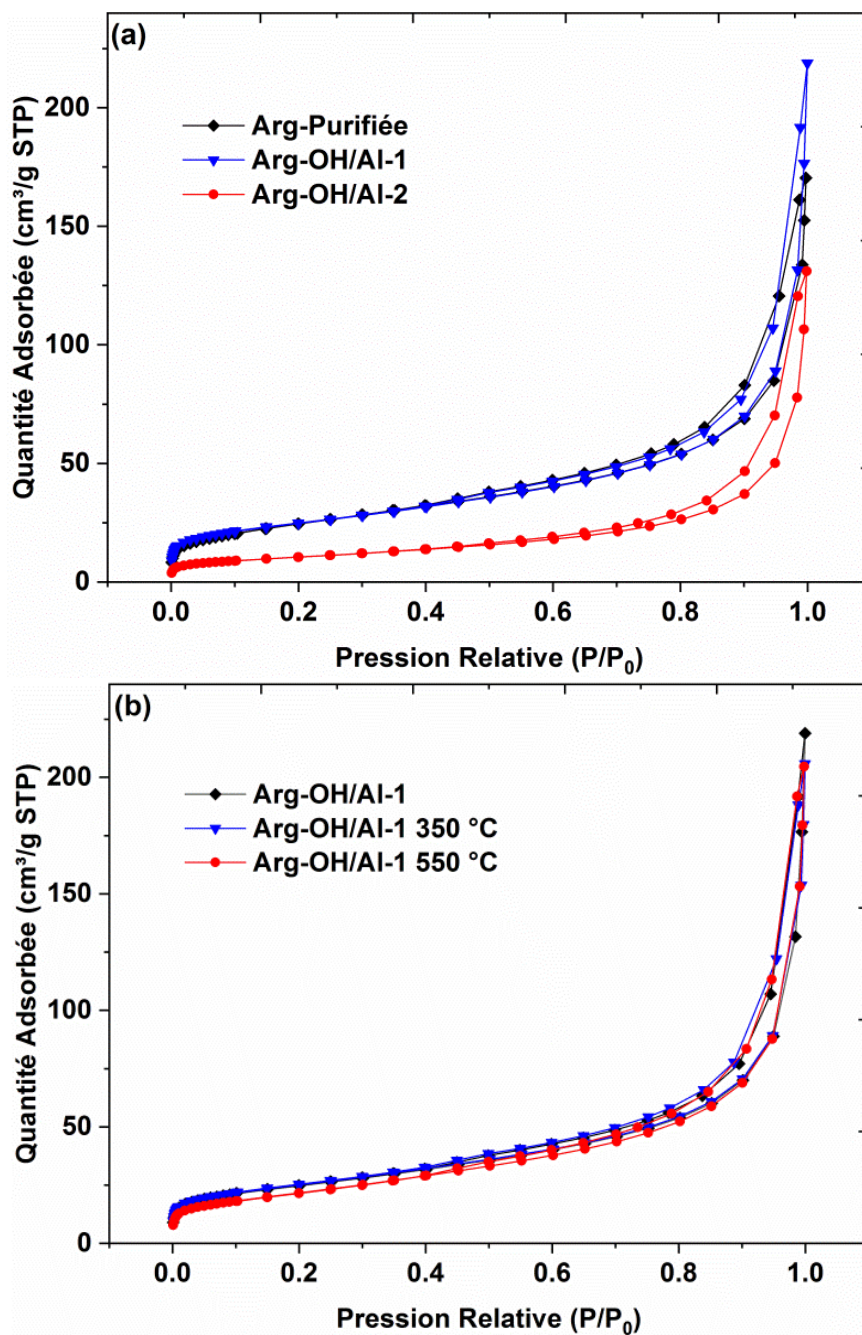 (a)
Arg-Purifiée
Arg-OH/Al-1
Arg-OH/Al-2
Quantité Adsorbée (cm³/g STP)
200
150
100
50
0
0.0 0.2 0.4 0.6 0.8 1.0
Pression Relative (P/P₀)
(b)
Arg-OH/Al-1
Arg-OH/Al-1 350 °C
Arg-OH/Al-1 550 °C
Quantité Adsorbée (cm³/g STP)
200
150
100
50
0
0.0 0.2 0.4 0.6 0.8 1.0
Pression Relative (P/P₀)